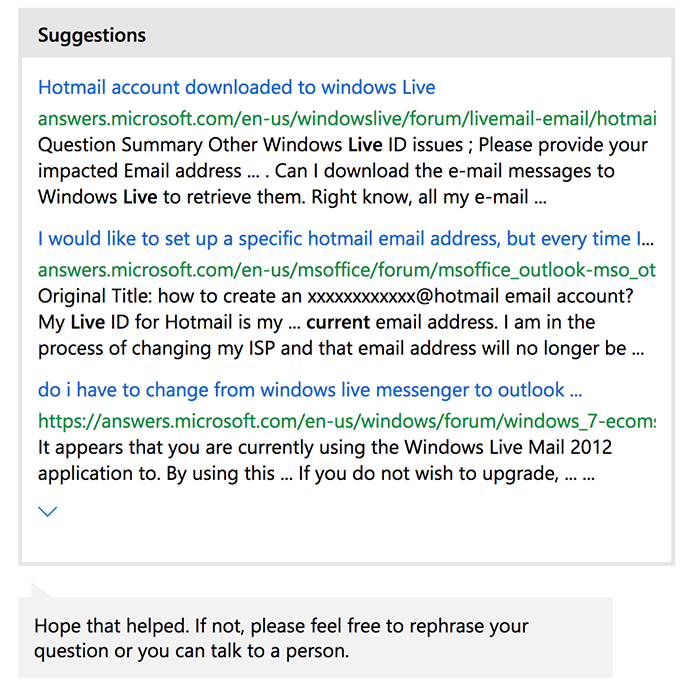 Suggestions
Hotmail account downloaded to windows Live
answers.microsoft.com/en-us/windowslive/forum/livemail-email/hotmai
Question Summary Other Windows Live ID issues ; Please provide your
impacted Email address ... . Can I download the e-mail messages to
Windows Live to retrieve them. Right know, all my e-mail ...
I would like to set up a specific hotmail email address, but every time I...
answers.microsoft.com/en-us/msoffice/forum/msoffice_outlook-mso_ot
Original Title: how to create an xxxxxxxxxxxx@hotmail email account?
My Live ID for Hotmail is my ... current email address. I am in the
process of changing my ISP and that email address will no longer be ...
do i have to change from windows live messenger to outlook ...
https://answers.microsoft.com/en-us/windows/forum/windows_7-ecoms
It appears that you are currently using the Windows Live Mail 2012
application to. By using this ... If you do not wish to upgrade, ... ...
Hope that helped. If not, please feel free to rephrase your
question or you can talk to a person.